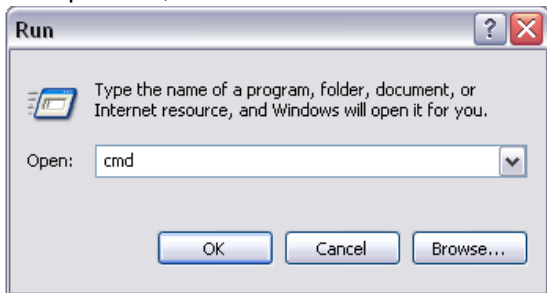 Run
?
Type the name of a program, folder, document, or
Internet resource, and Windows will open it for you.
Open: cmd
OK Cancel Browse...